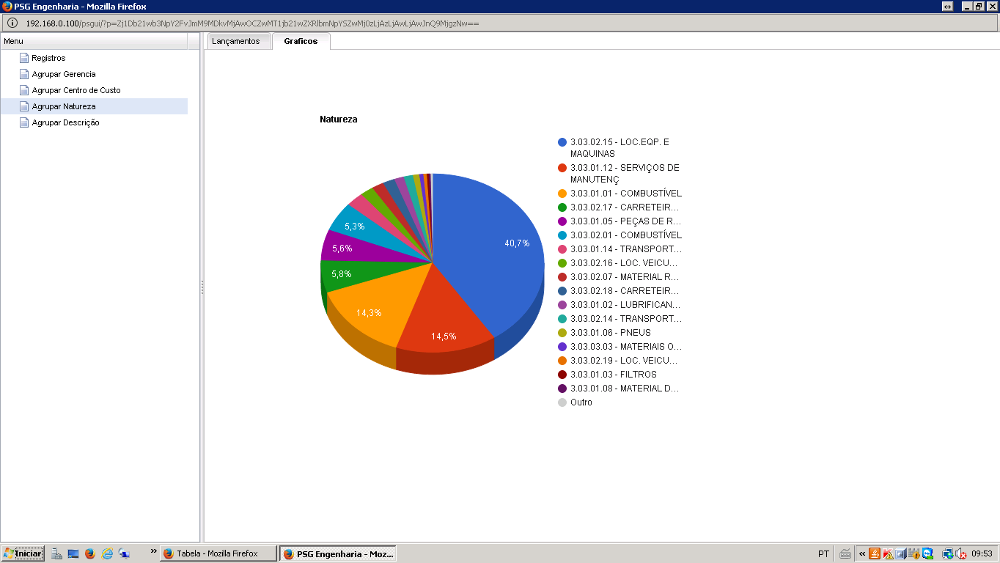 PSG Engenharia - Mozilla Firefox
192.168.0.100/psgui/?p=Zj1Db21wb3NpY2FvJmM9MDkvMjAwOCZwMT1jb21wZXRlbmNpYSZwMj0zLjAzLjAwLjAwJnQ9MjgzNw==
Menu
Registros
Agrupar Gerencia
Agrupar Centro de Custo
Agrupar Natureza
Agrupar Descrição
Lançamentos
Graficos
Natureza
40,7%
14,5%
14,3%
5,8%
5,6%
5,3%
3.03.02.15 - LOC.EQP. E
MAQUINAS
3.03.01.12 - SERVIÇOS DE
MANUTENÇ
3.03.01.01 - COMBUSTÍVEL
3.03.02.17 - CARRETEIR...
3.03.01.05 - PEÇAS DE R...
3.03.02.01 - COMBUSTÍVEL
3.03.01.14 - TRANSPORT...
3.03.02.16 - LOC. VEICU...
3.03.02.07 - MATERIAL R...
3.03.02.18 - CARRETEIR...
3.03.01.02 - LUBRIFICAN...
3.03.02.14 - TRANSPORT...
3.03.01.06 - PNEUS
3.03.03.03 - MATERIAIS O...
3.03.02.19 - LOC. VEICU...
3.03.01.03 - FILTROS
3.03.01.08 - MATERIAL D...
Outro
Iniciar
Tabela - Mozilla Firefox
PSG Engenharia - Moz...
PT
09:53